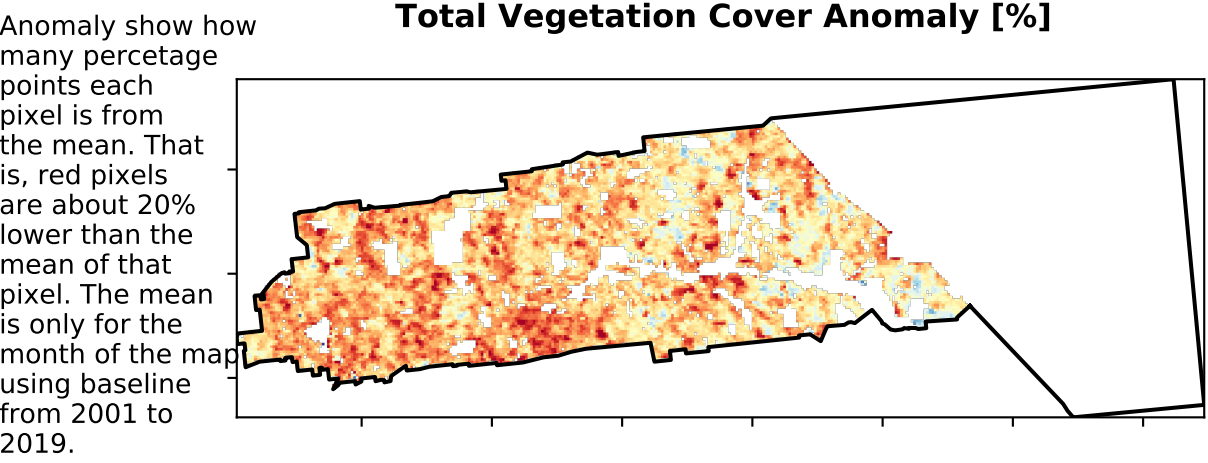 Total Vegetation Cover Anomaly [%]
Anomaly show how
many percetage
points each
pixel is from
the mean. That
is, red pixels
are about 20%
lower than the
mean of that
pixel. The mean
is only for the
month of the map
using baseline
from 2001 to
2019.